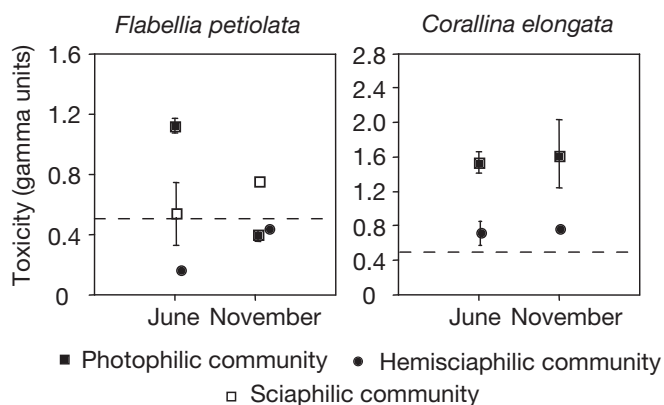 Flabellia petiolata
Corallina elongata
Toxicity (gamma units)
1.6
1.2
0.8
0.4
0
2.8
2.4
2.0
1.6
1.2
0.8
0.4
0
June November
June November
Photophilic community
Hemisciaphilic community
Sciaphilic community